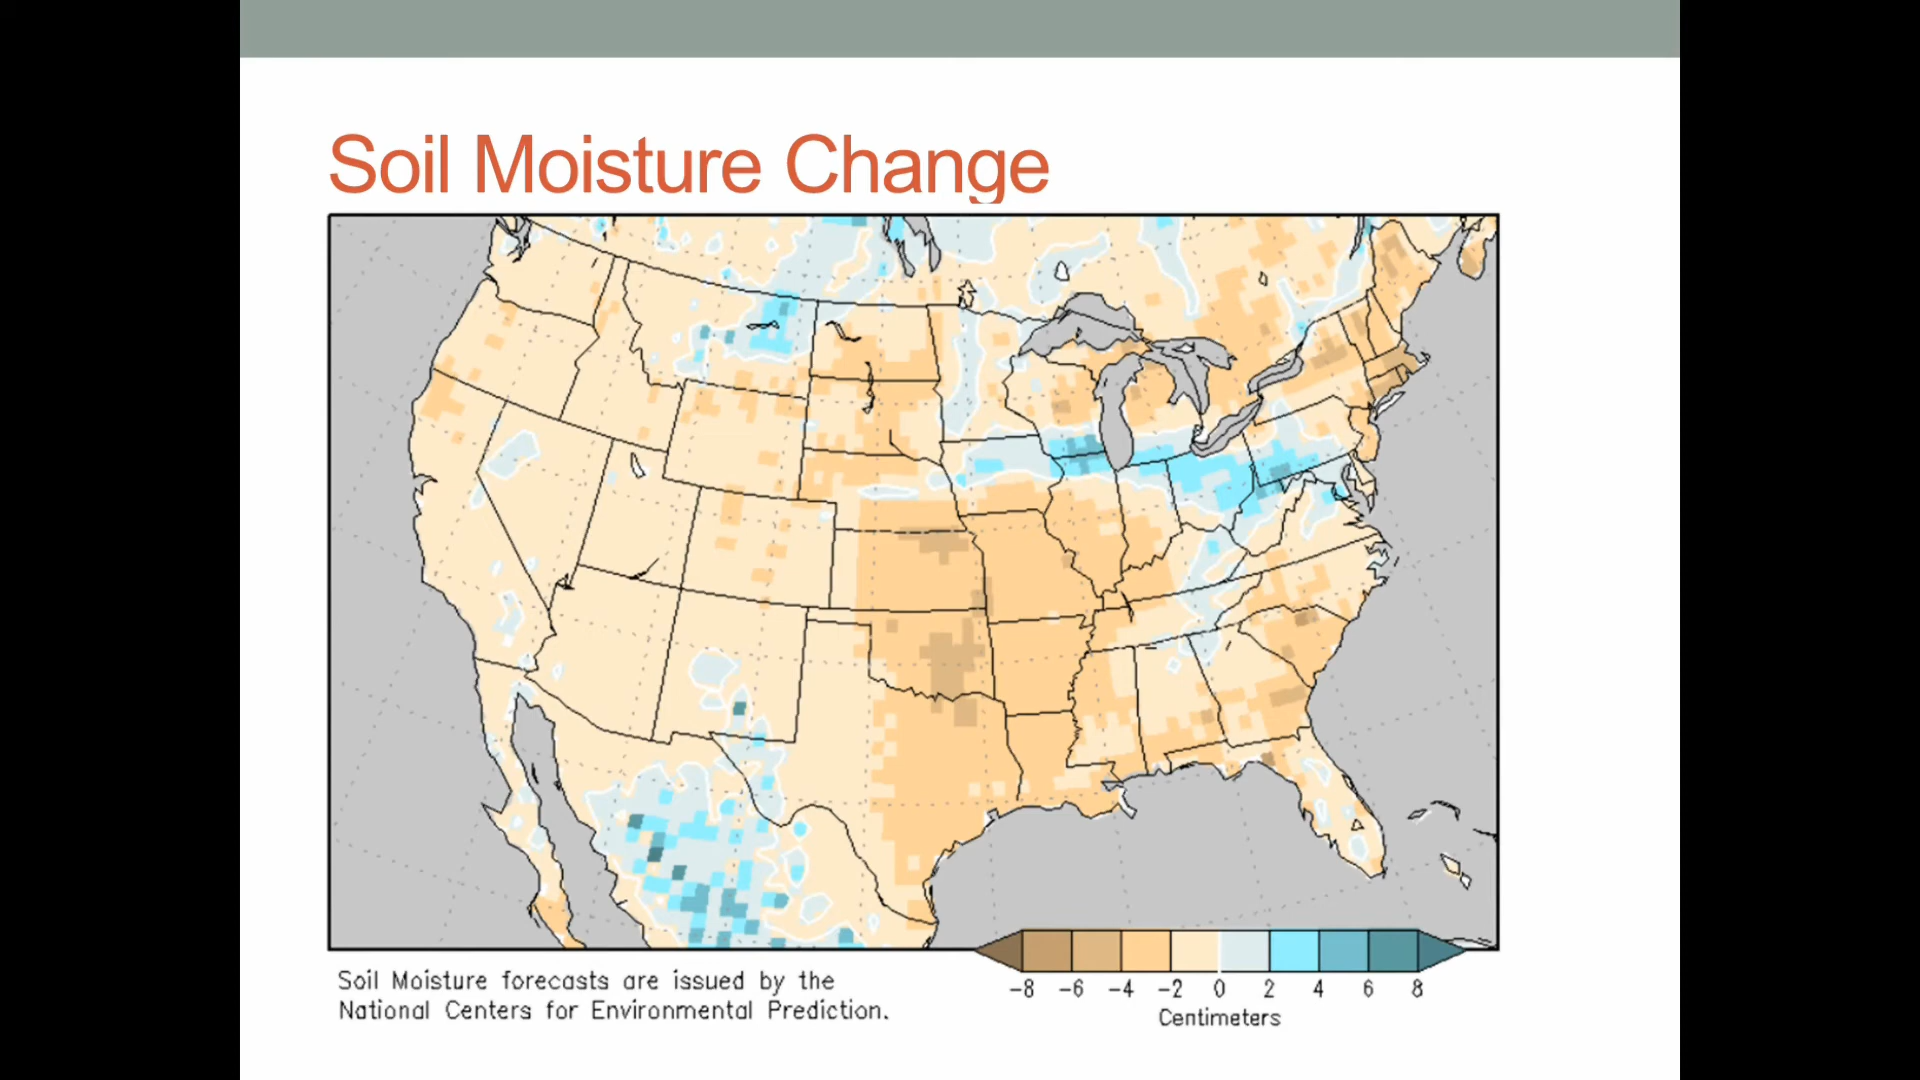 Soil Moisture Change
Soil Moisture forecasts are issued by the
National Centers for Environmental Prediction.
-8 -6 -4 -2 0 2 4 6 8
Centimeters